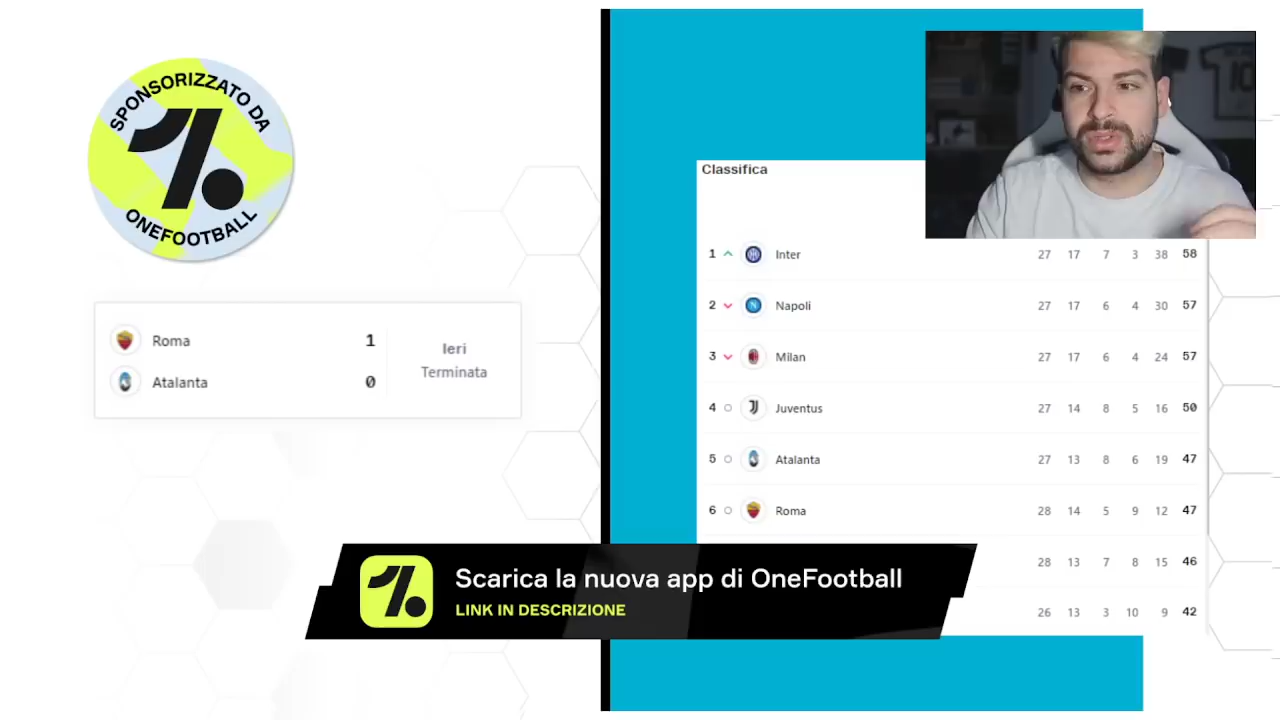 SPONSORIZZATO DA
ONEFOOTBALL
Roma 1
Atalanta 0
Ieri
Terminata
Classifica
1 Inter 27 17 7 3 38 58
2 Napoli 27 17 6 4 30 57
3 Milan 27 17 6 4 24 57
4 Juventus 27 14 8 5 16 50
5 Atalanta 27 13 8 6 19 47
6 Roma 28 14 5 9 12 47
28 13 7 8 15 46
26 13 3 10 9 42
Scarica la nuova app di OneFootball
LINK IN DESCRIZIONE